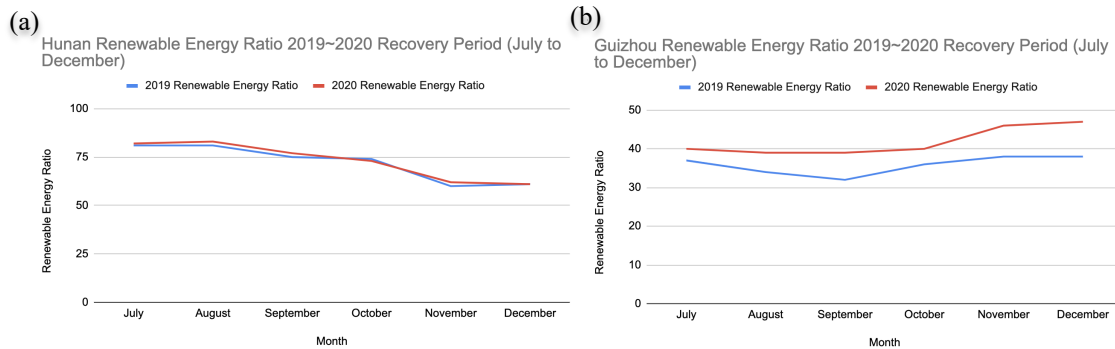 (a)
Hunan Renewable Energy Ratio 2019~2020 Recovery Period (July to
December)
2019 Renewable Energy Ratio 2020 Renewable Energy Ratio
100
75
50
25
0
Renewable Energy Ratio
July August September October November December
Month
(b)
Guizhou Renewable Energy Ratio 2019~2020 Recovery Period (July
to December)
2019 Renewable Energy Ratio 2020 Renewable Energy Ratio
50
40
30
20
10
0
Renewable Energy Ratio
July August September October November December
Month